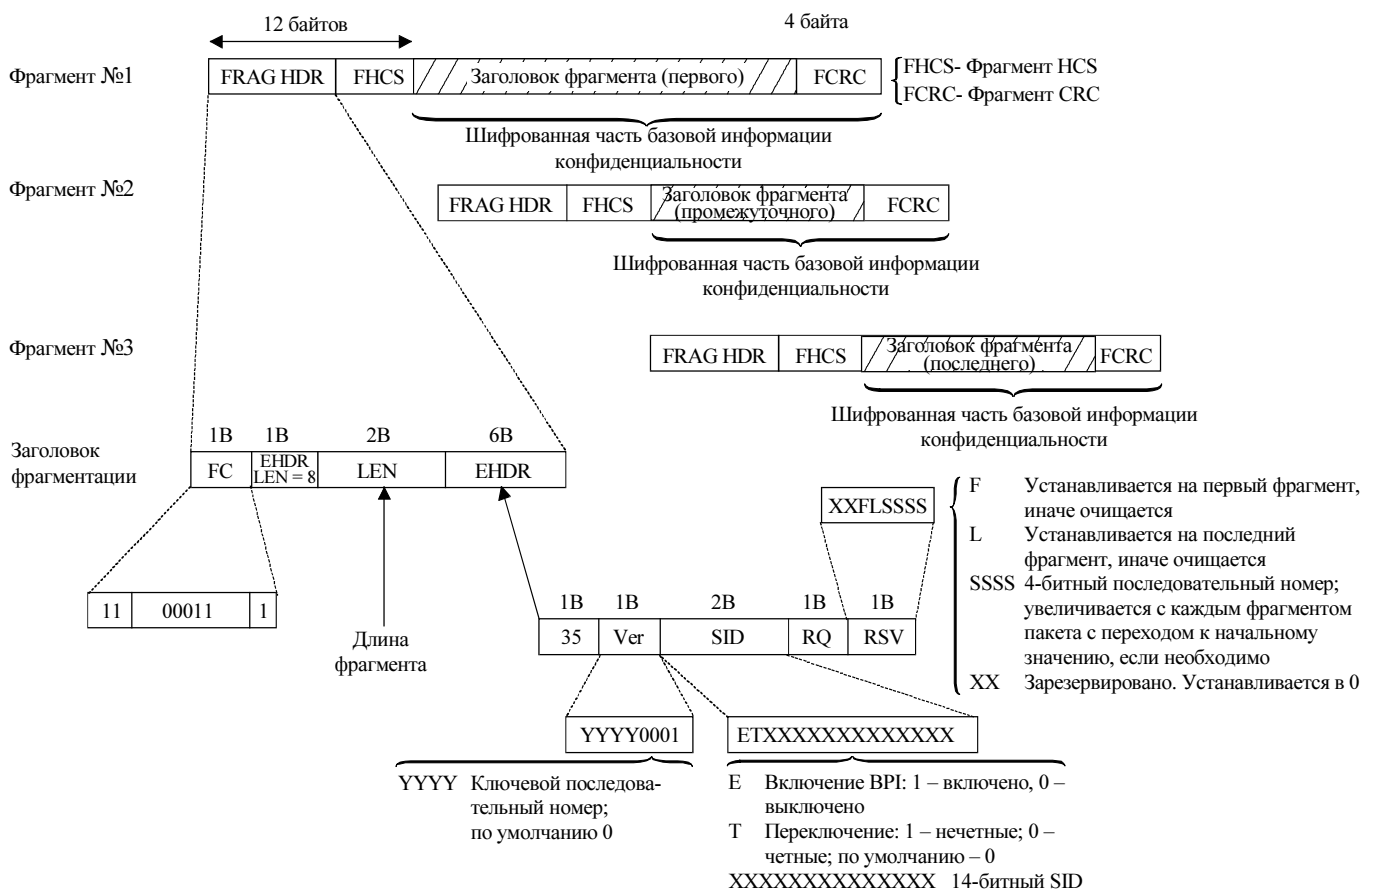 12 байтов
4 байта
Фрагмент №1
FRAG HDR
FHCS
Заголовок фрагмента (первого)
FCRC
FHCS- Фрагмент HCS
FCRC- Фрагмент CRC
Шифрованная часть базовой информации
конфиденциальности
Фрагмент №2
FRAG HDR
FHCS
Заголовок фрагмента
(промежуточного)
FCRC
Шифрованная часть базовой информации
конфиденциальности
Фрагмент №3
FRAG HDR
FHCS
Заголовок фрагмента
(последнего)
FCRC
Шифрованная часть базовой информации
конфиденциальности
Заголовок
фрагментации
1B
1B
2B
6B
FC
EHDR
LEN = 8
LEN
EHDR
11
00011
1
Длина
фрагмента
XXFLSSSS
F Устанавливается на первый фрагмент,
иначе очищается
L Устанавливается на последний
фрагмент, иначе очищается
SSSS 4-битный последовательный номер;
увеличивается с каждым фрагментом
пакета с переходом к начальному
значению, если необходимо
XX Зарезервировано. Устанавливается в 0
1B
1B
2B
1B
1B
35
Ver
SID
RQ
RSV
YYYY0001
YYYY Ключевой последова-
тельный номер;
по умолчанию 0
ETXXXXXXXXXXXXXX
E Включение BPI: 1 – включено, 0 –
выключено
T Переключение: 1 – нечетные; 0 –
четные; по умолчанию – 0
XXXXXXXXXXXXXX 14-битный SID